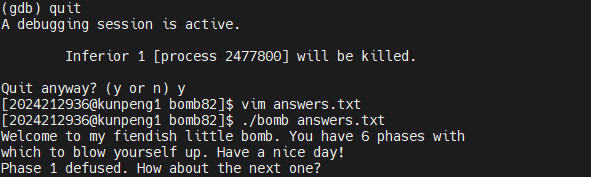 (gdb) quit
A debugging session is active.
Inferior 1 [process 2477800] will be killed.
Quit anyway? (y or n) y
[2024212936@kunpeng1 bomb82]$ vim answers.txt
[2024212936@kunpeng1 bomb82]$ ./bomb answers.txt
Welcome to my fiendish little bomb. You have 6 phases with
which to blow yourself up. Have a nice day!
Phase 1 defused. How about the next one?